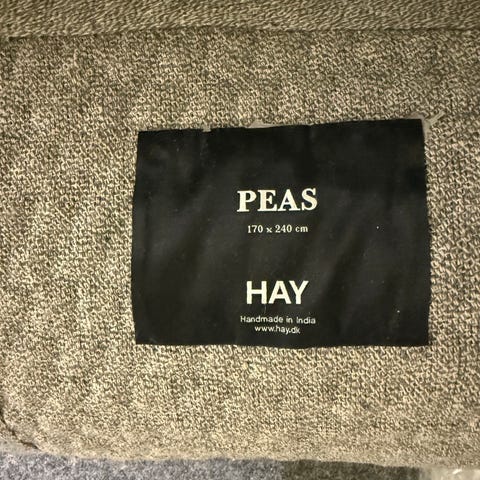 PEAS
170 x 240 cm
HAY
Handmade in India
www.hay.dk